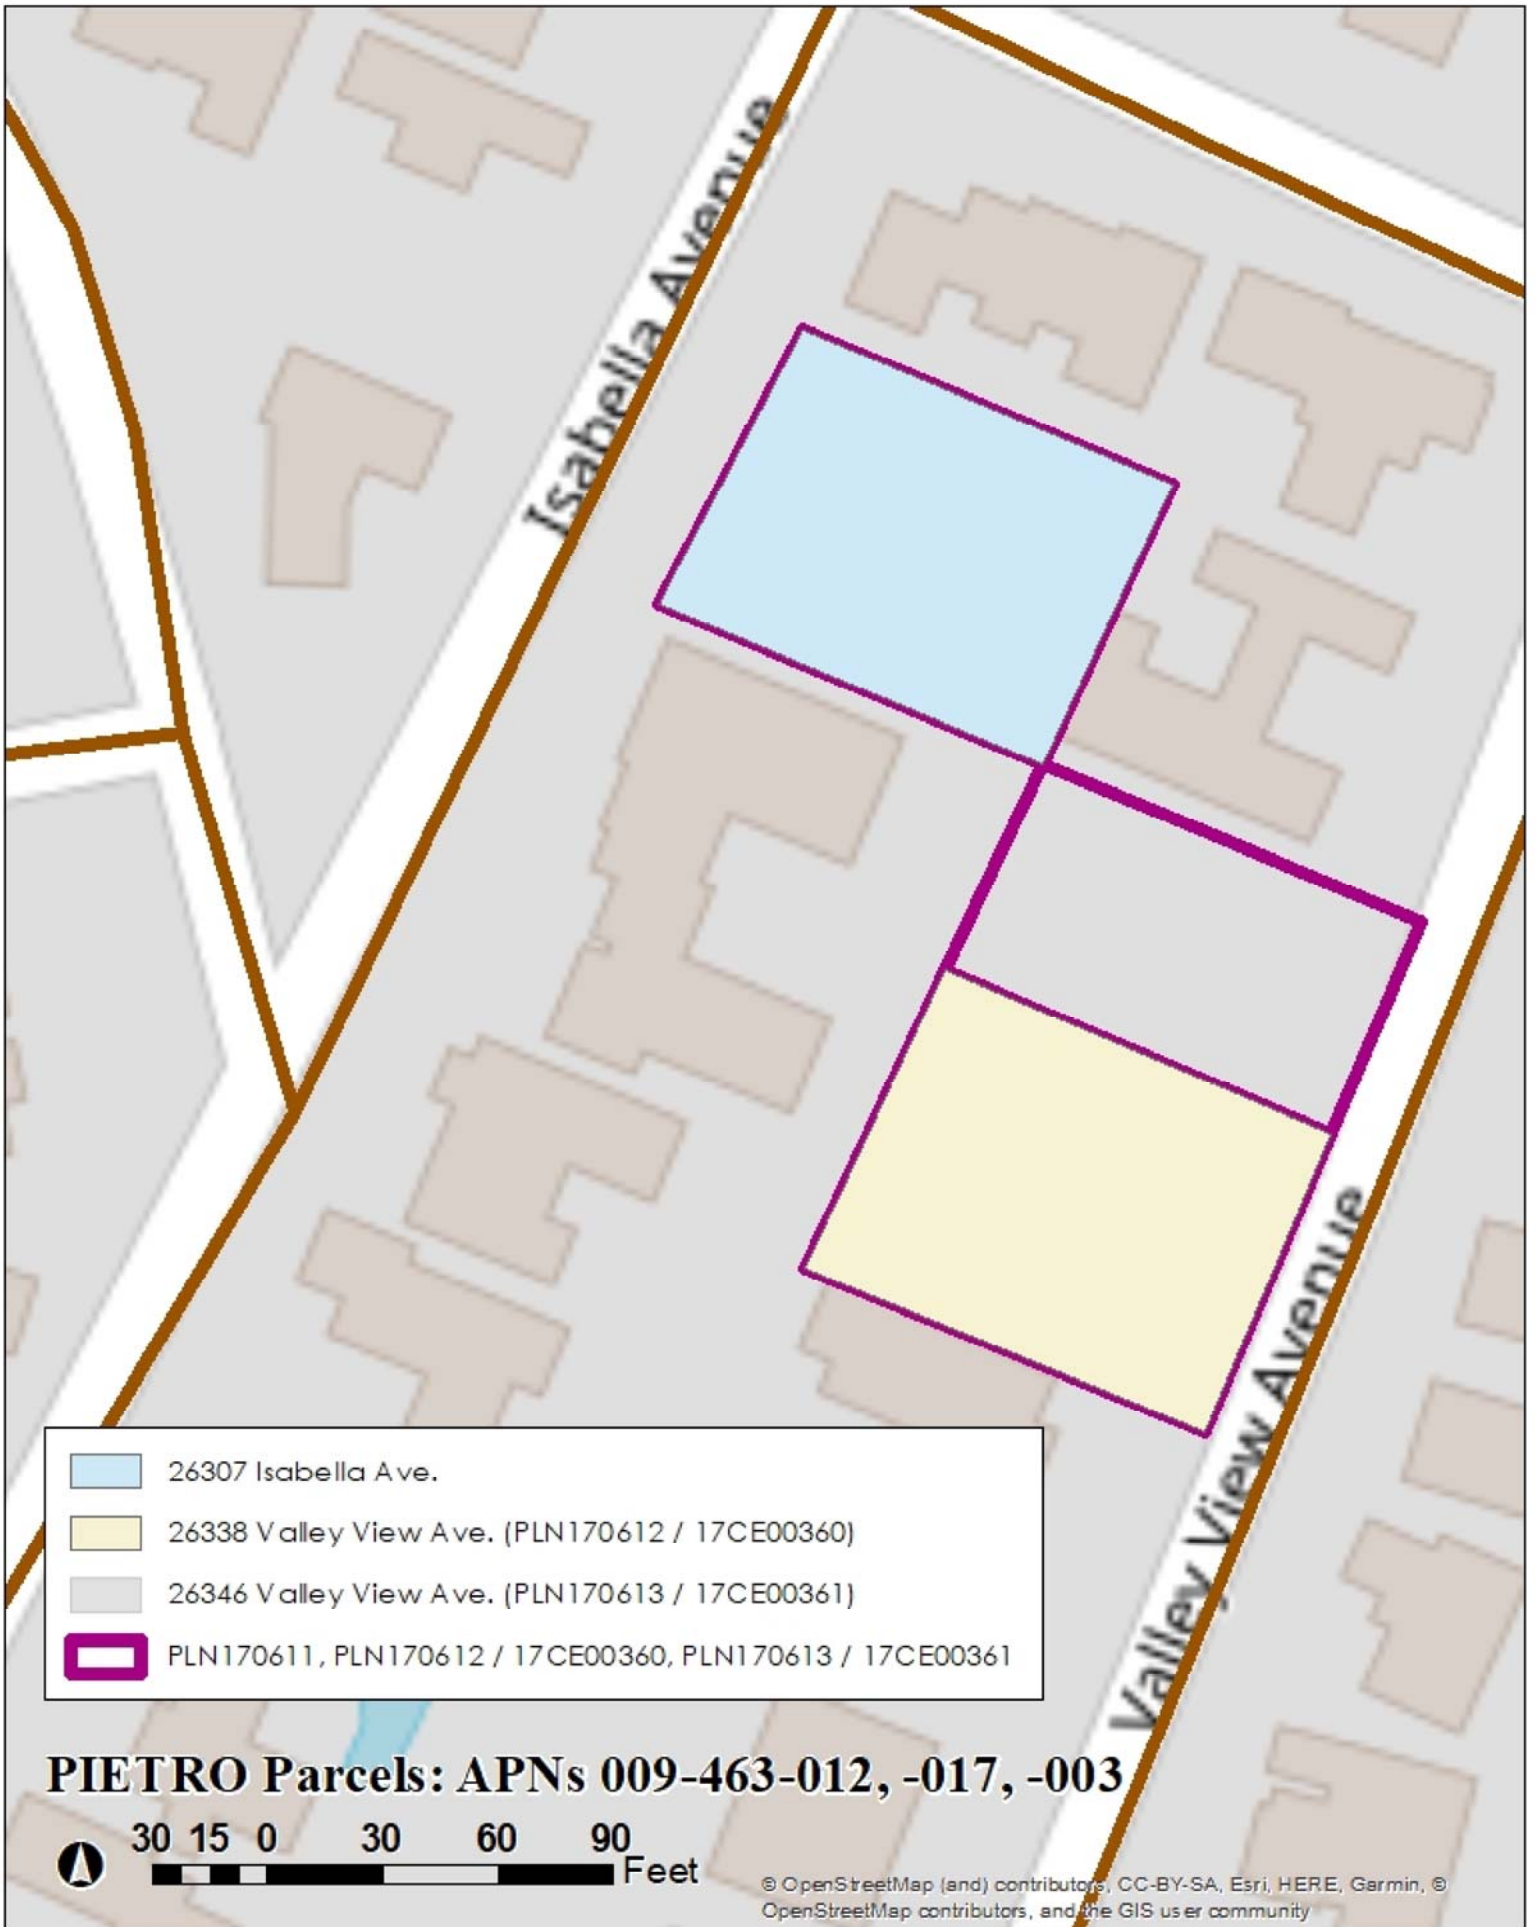 Isabella Avenue
Valley View Avenue
26307 Isabella Ave.
26338 Valley View Ave. (PLN170612 / 17CE00360)
26346 Valley View Ave. (PLN170613 / 17CE00361)
PLN170611, PLN170612 / 17CE00360, PLN170613 / 17CE00361
PIETRO Parcels: APNs 009-463-012, -017, -003
30 15 0 30 60 90
Feet
© OpenStreetMap (and) contributors, CC-BY-SA, Esri, HERE, Garmin, ©
OpenStreetMap contributors, and the GIS user community